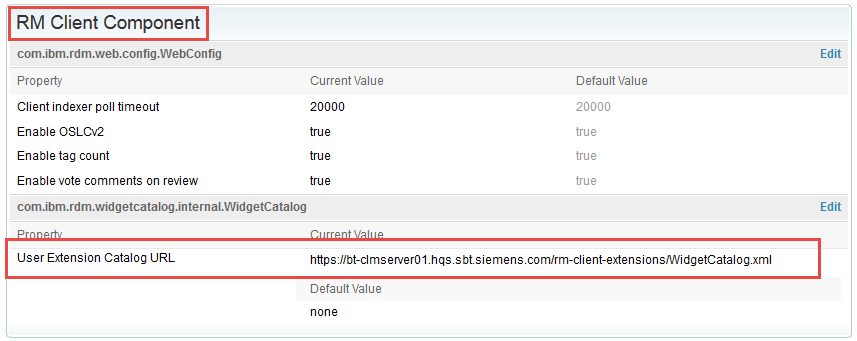 RM Client Component
com.ibm.rdm.web.config.WebConfig Edit
Property Current Value Default Value
Client indexer poll timeout 20000 20000
Enable OSLCv2 true true
Enable tag count true true
Enable vote comments on review true true
com.ibm.rdm.widgetcatalog.internal.WidgetCatalog Edit
Property Current Value
User Extension Catalog URL https://bt-clmserver01.hqs.sbt.siemens.com/rm-client-extensions/WidgetCatalog.xml
Default Value
none